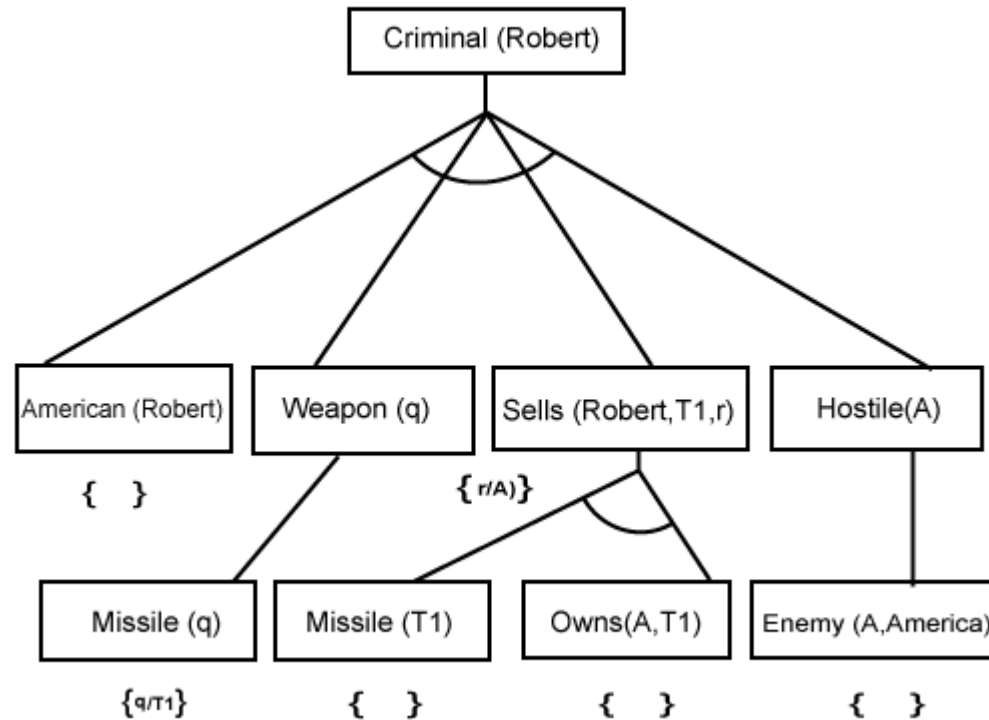 Criminal (Robert)
American (Robert)
Weapon (q)
Sells (Robert,T1,r)
Hostile(A)
{ }
{ r/A)}
Missile (q)
Missile (T1)
Owns(A,T1)
Enemy (A,America)
{q/T1}
{ }
{ }
{ }